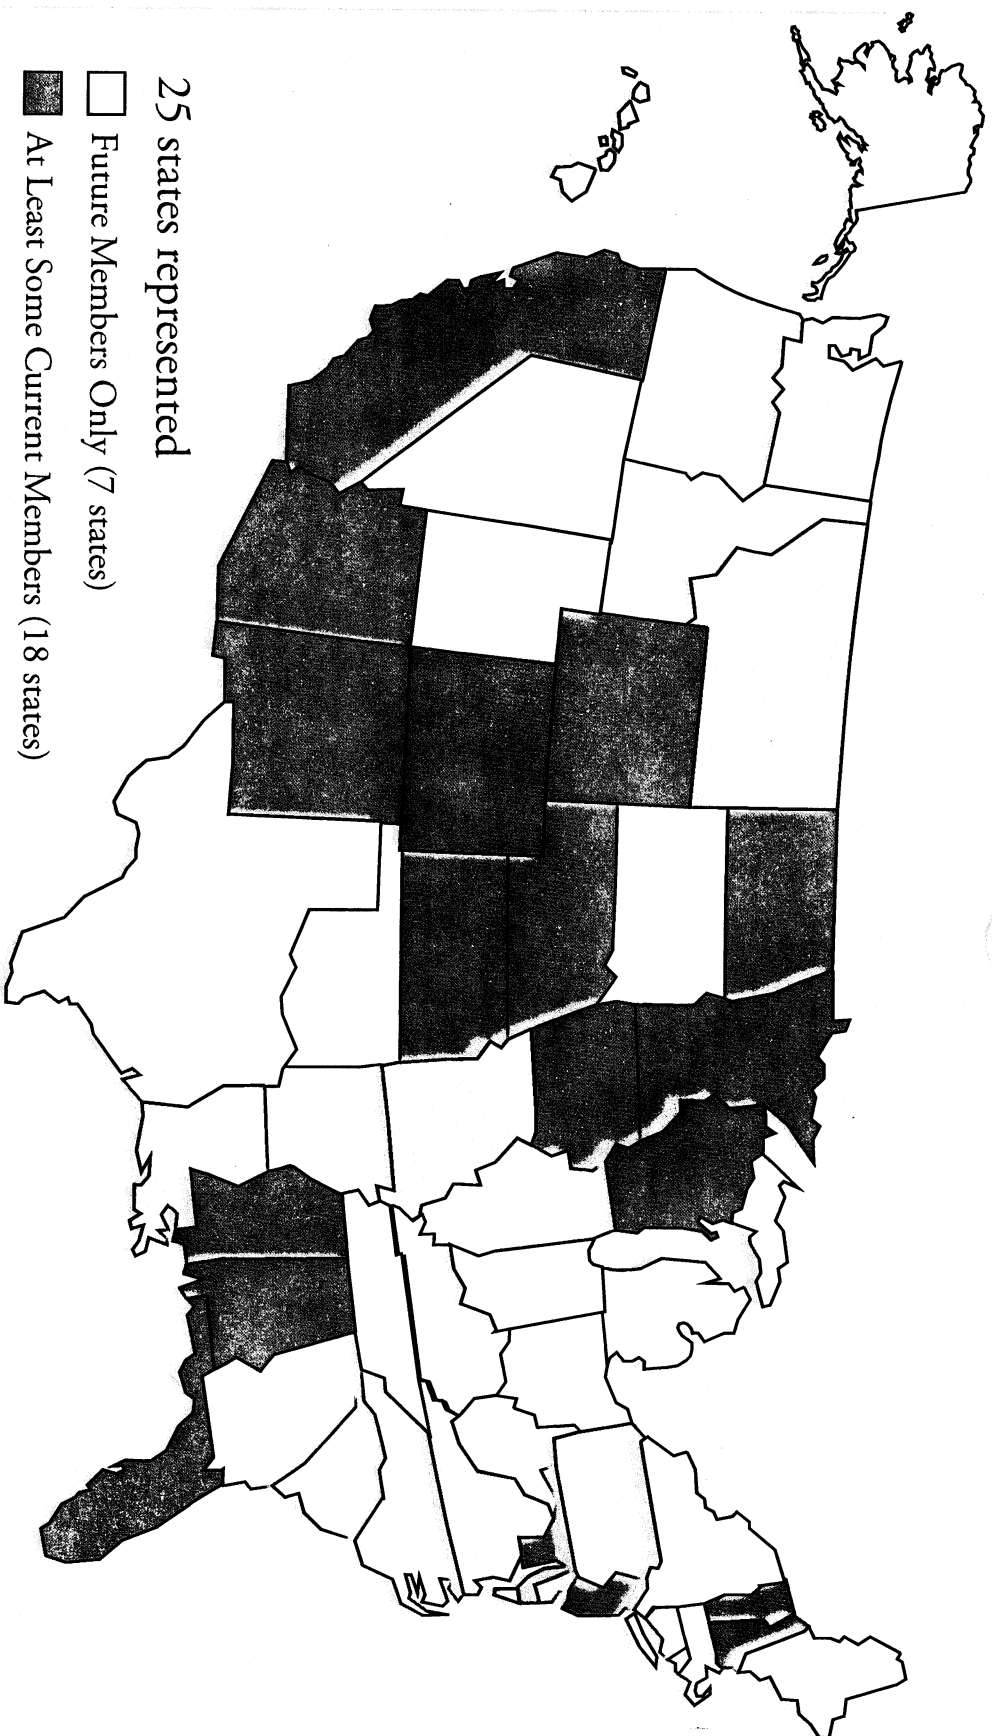 25 states represented
Future Members Only (7 states)
At Least Some Current Members (18 states)